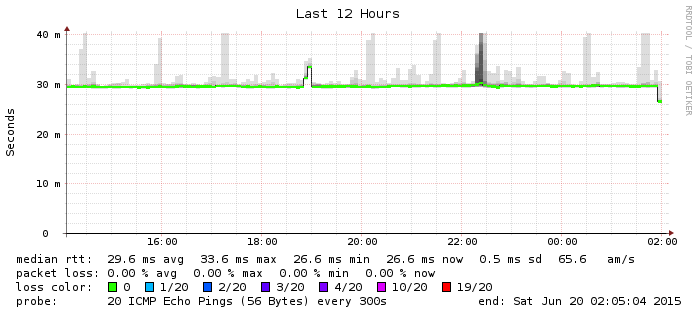 Last 12 Hours
RRDTOOL / TOBI OETIKER
Seconds
40 m
30 m
20 m
10 m
0
16:00 18:00 20:00 22:00 00:00 02:00
median rtt: 29.6 ms avg 33.6 ms max 26.6 ms min 26.6 ms now 0.5 ms sd 65.6 am/s
packet loss: 0.00 % avg 0.00 % max 0.00 % min 0.00 % now
loss color: 0 1/20 2/20 3/20 4/20 10/20 19/20
probe: 20 ICMP Echo Pings (56 Bytes) every 300s end: Sat Jun 20 02:05:04 2015